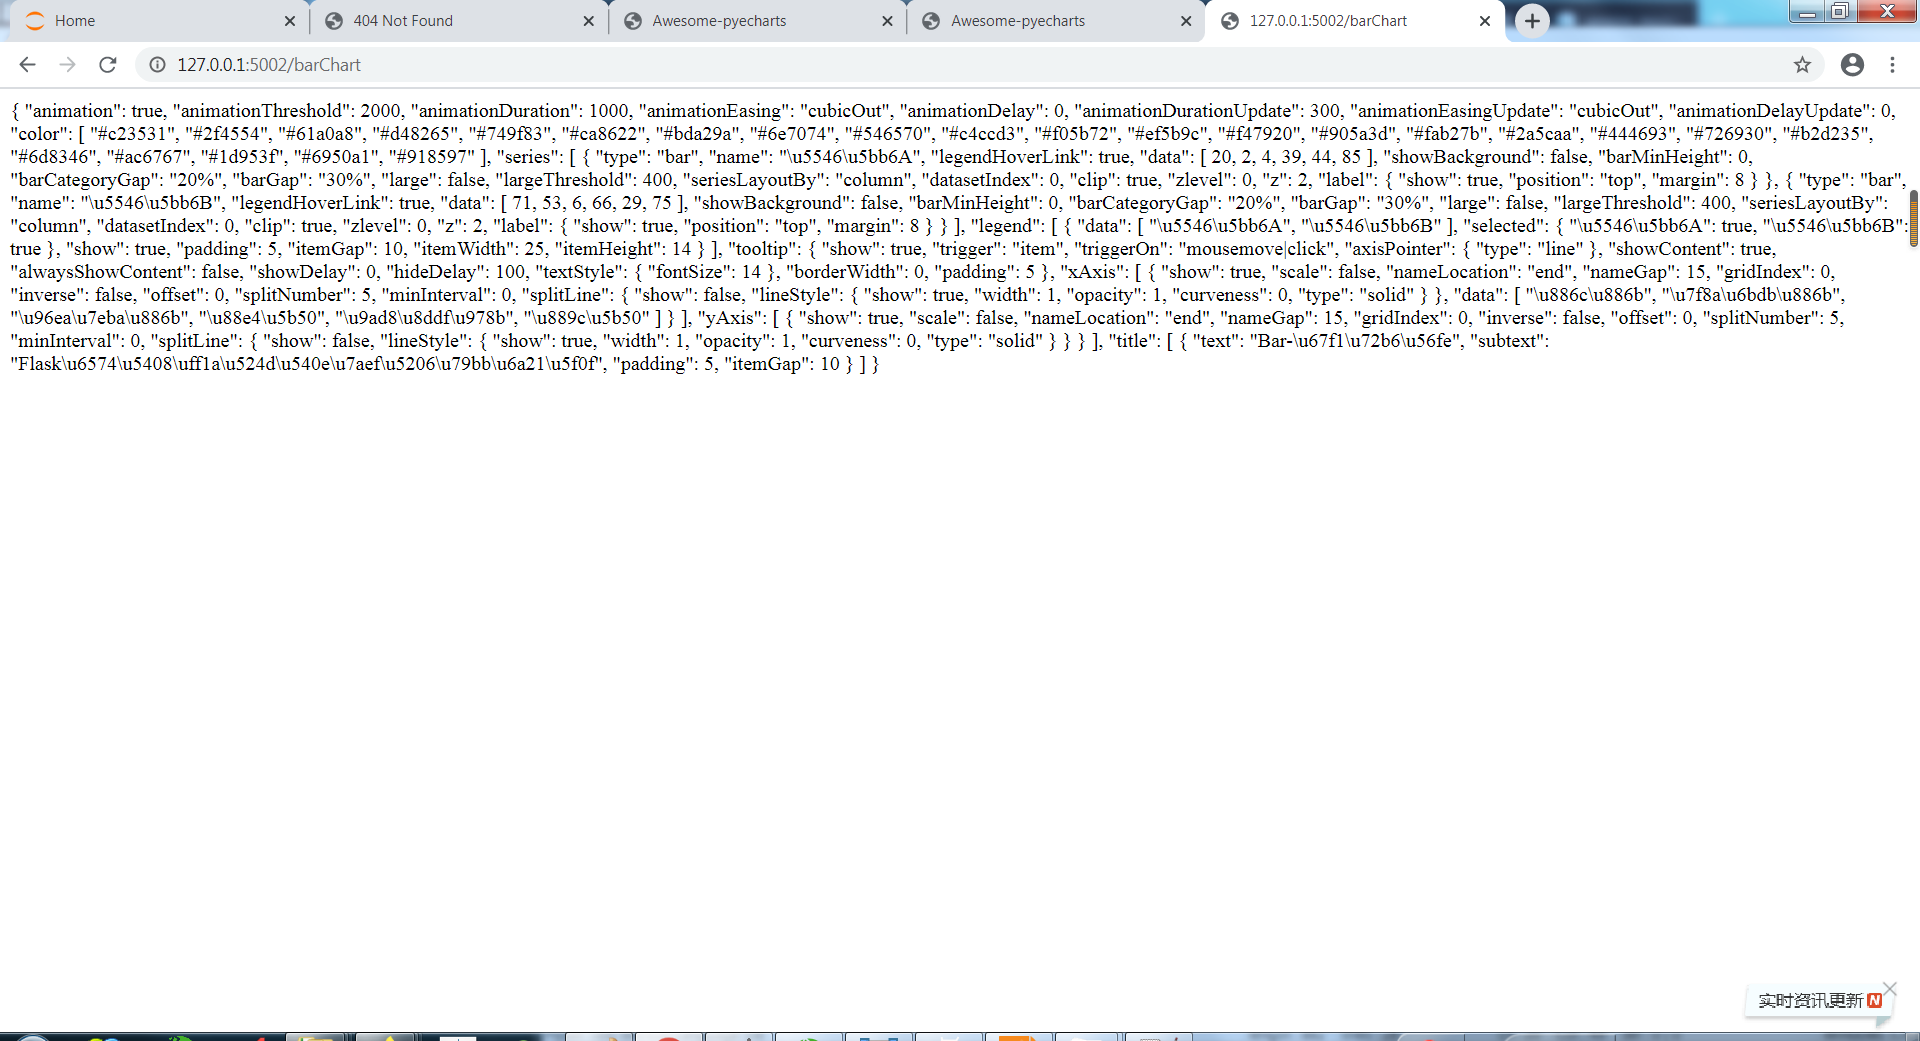 Home
404 Not Found
Awesome-pyecharts
Awesome-pyecharts
127.0.0.1:5002/barChart
127.0.0.1:5002/barChart
{ "animation": true, "animationThreshold": 2000, "animationDuration": 1000, "animationEasing": "cubicOut", "animationDelay": 0, "animationDurationUpdate": 300, "animationEasingUpdate": "cubicOut", "animationDelayUpdate": 0,
"color": [ "#c23531", "#2f4554", "#61a0a8", "#d48265", "#749f83", "#ca8622", "#bda29a", "#6e7074", "#546570", "#c4ccd3", "#f05b72", "#ef5b9c", "#f47920", "#905a3d", "#fab27b", "#2a5caa", "#444693", "#726930", "#b2d235",
"#6d8346", "#ac6767", "#1d953f", "#6950a1", "#918597" ], "series": [ { "type": "bar", "name": "\u5546\u5bb6A", "legendHoverLink": true, "data": [ 20, 2, 4, 39, 44, 85 ], "showBackground": false, "barMinHeight": 0,
"barCategoryGap": "20%", "barGap": "30%", "large": false, "largeThreshold": 400, "seriesLayoutBy": "column", "datasetIndex": 0, "clip": true, "zlevel": 0, "z": 2, "label": { "show": true, "position": "top", "margin": 8 } }, { "type": "bar",
"name": "\u5546\u5bb6B", "legendHoverLink": true, "data": [ 71, 53, 6, 66, 29, 75 ], "showBackground": false, "barMinHeight": 0, "barCategoryGap": "20%", "barGap": "30%", "large": false, "largeThreshold": 400, "seriesLayoutBy":
"column", "datasetIndex": 0, "clip": true, "zlevel": 0, "z": 2, "label": { "show": true, "position": "top", "margin": 8 } } ], "legend": [ { "data": [ "\u5546\u5bb6A", "\u5546\u5bb6B" ], "selected": { "\u5546\u5bb6A": true, "\u5546\u5bb6B":
true }, "show": true, "padding": 5, "itemGap": 10, "itemWidth": 25, "itemHeight": 14 } ], "tooltip": { "show": true, "trigger": "item", "triggerOn": "mousemove|click", "axisPointer": { "type": "line" }, "showContent": true,
"alwaysShowContent": false, "showDelay": 0, "hideDelay": 100, "textStyle": { "fontSize": 14 }, "borderWidth": 0, "padding": 5 }, "xAxis": [ { "show": true, "scale": false, "nameLocation": "end", "nameGap": 15, "gridIndex": 0,
"inverse": false, "offset": 0, "splitNumber": 5, "minInterval": 0, "splitLine": { "show": false, "lineStyle": { "show": true, "width": 1, "opacity": 1, "curveness": 0, "type": "solid" } }, "data": [ "\u886c\u886b", "\u7f8a\u6bdb\u886b",
"\u96ea\u7eba\u886b", "\u88e4\u5b50", "\u9ad8\u8ddf\u978b", "\u889c\u5b50" ] } ], "yAxis": [ { "show": true, "scale": false, "nameLocation": "end", "nameGap": 15, "gridIndex": 0, "inverse": false, "offset": 0, "splitNumber": 5,
"minInterval": 0, "splitLine": { "show": false, "lineStyle": { "show": true, "width": 1, "opacity": 1, "curveness": 0, "type": "solid" } } } ], "title": [ { "text": "Bar-\u67f1\u72b6\u56fe", "subtext":
"Flask\u6574\u5408\uff1a\u524d\u540e\u7aef\u5206\u79bb\u6a21\u5f0f", "padding": 5, "itemGap": 10 } ] }
实时资讯更新 N